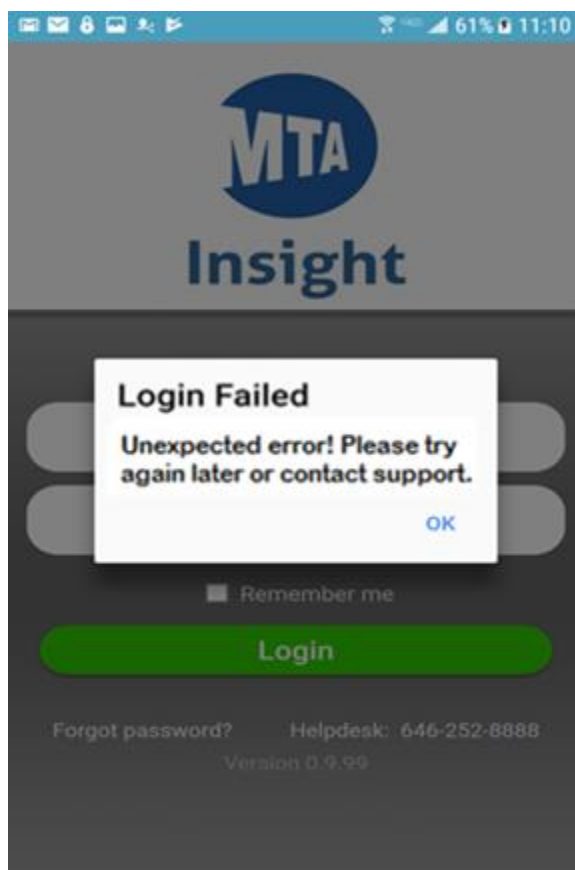 61% 11:10
MTA
Insight
Login Failed
Unexpected error! Please try
again later or contact support.
OK
Remember me
Login
Forgot password? Helpdesk: 646-252-8888
Version 0.9.99